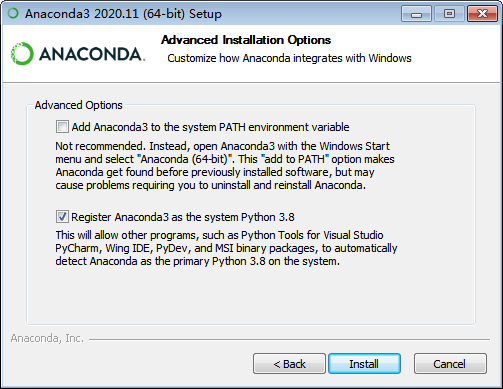 Anaconda3 2020.11 (64-bit) Setup
ANACONDA.
Advanced Installation Options
Customize how Anaconda integrates with Windows
Advanced Options
Add Anaconda3 to the system PATH environment variable
Not recommended. Instead, open Anaconda3 with the Windows Start
menu and select "Anaconda (64-bit)". This "add to PATH" option makes
Anaconda get found before previously installed software, but may
cause problems requiring you to uninstall and reinstall Anaconda.
Register Anaconda3 as the system Python 3.8
This will allow other programs, such as Python Tools for Visual Studio
PyCharm, Wing IDE, PyDev, and MSI binary packages, to automatically
detect Anaconda as the primary Python 3.8 on the system.
Anaconda, Inc.
< Back
Install
Cancel